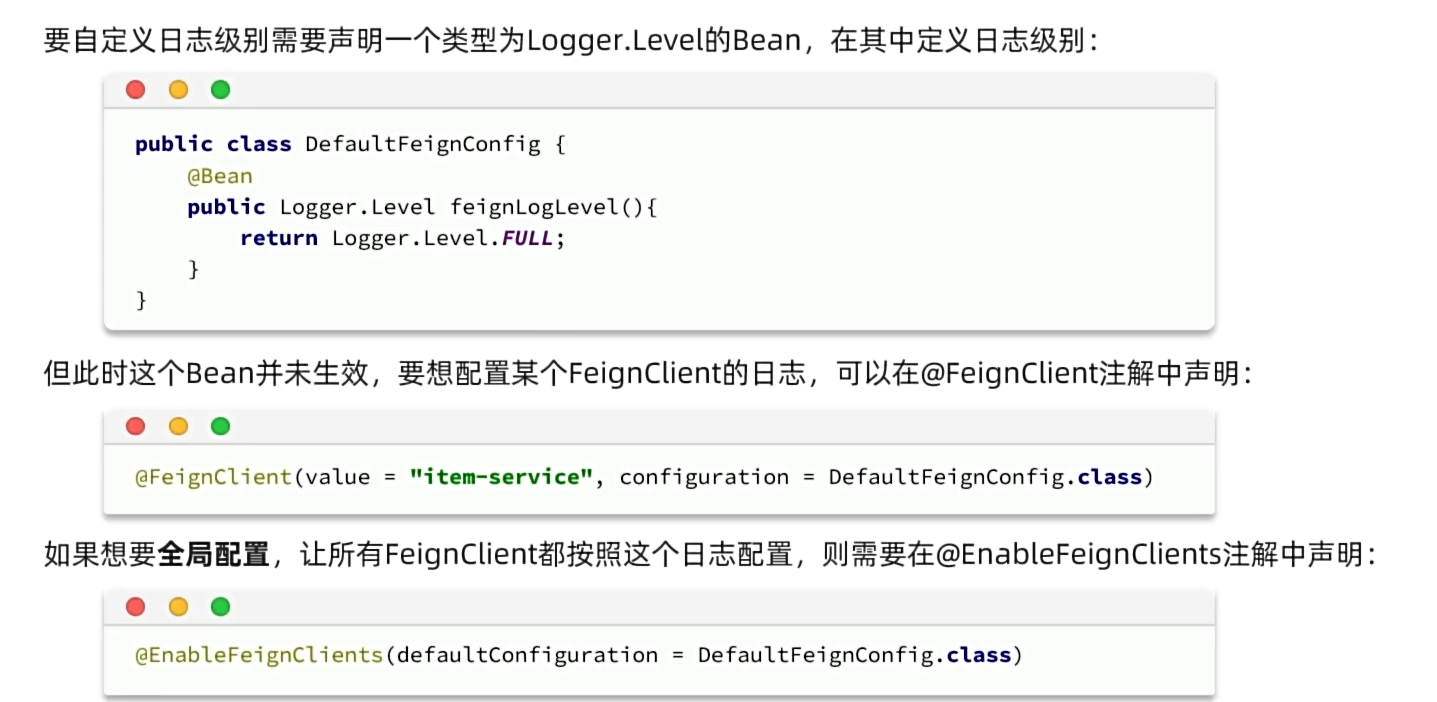 要自定义日志级别需要声明一个类型为Logger.Level的Bean，在其中定义日志级别：
public class DefaultFeignConfig {
    @Bean
    public Logger.Level feignLogLevel(){
        return Logger.Level.FULL;
    }
}
但此时这个Bean并未生效，要想配置某个FeignClient的日志，可以在@FeignClient注解中声明：
@FeignClient(value = "item-service", configuration = DefaultFeignConfig.class)
如果想要全局配置，让所有FeignClient都按照这个日志配置，则需要在@EnableFeignClients注解中声明：
@EnableFeignClients(defaultConfiguration = DefaultFeignConfig.class)